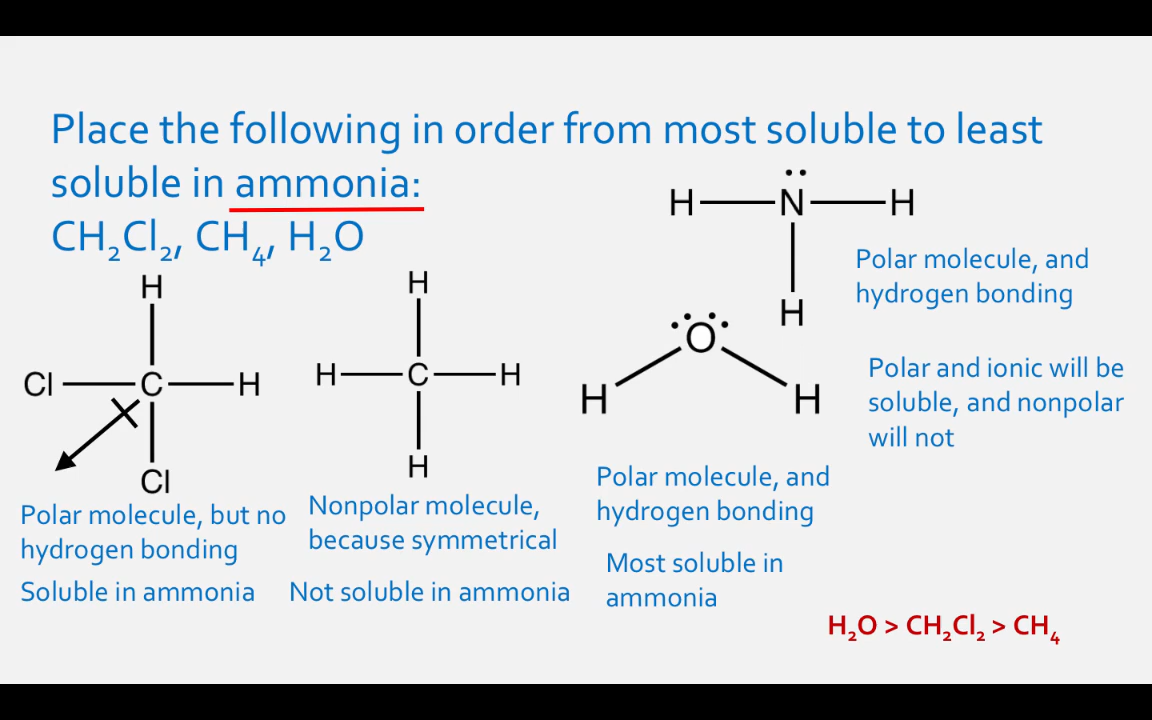 Place the following in order from most soluble to least
soluble in ammonia:
CH₂Cl₂, CH₄, H₂O
H—N—H
H
Polar molecule, and
hydrogen bonding
H
Cl—C—H
Cl
Polar molecule, but no
hydrogen bonding
Soluble in ammonia
H
H—C—H
H
Nonpolar molecule,
because symmetrical
Not soluble in ammonia
O
H H
Polar molecule, and
hydrogen bonding
Most soluble in
ammonia
Polar and ionic will be
soluble, and nonpolar
will not
H₂O > CH₂Cl₂ > CH₄